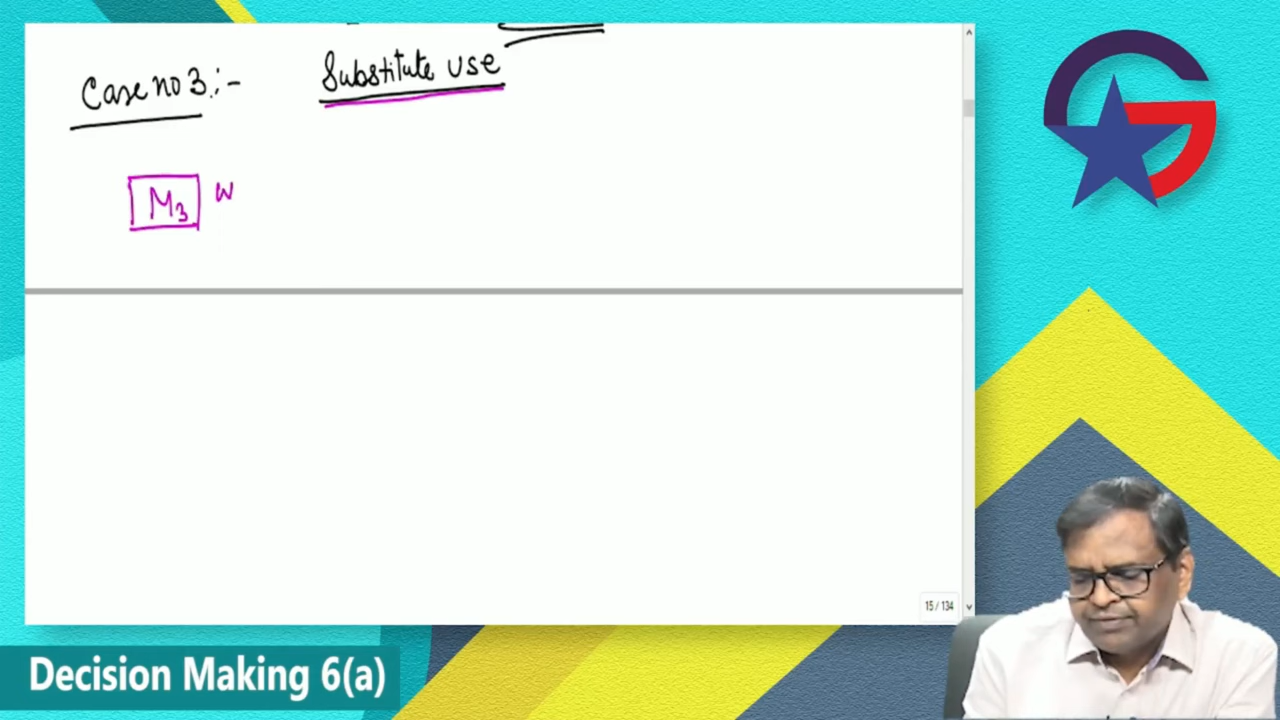 Case no 3:-
Substitute use
M3 w
15 / 134
Decision Making 6(a)